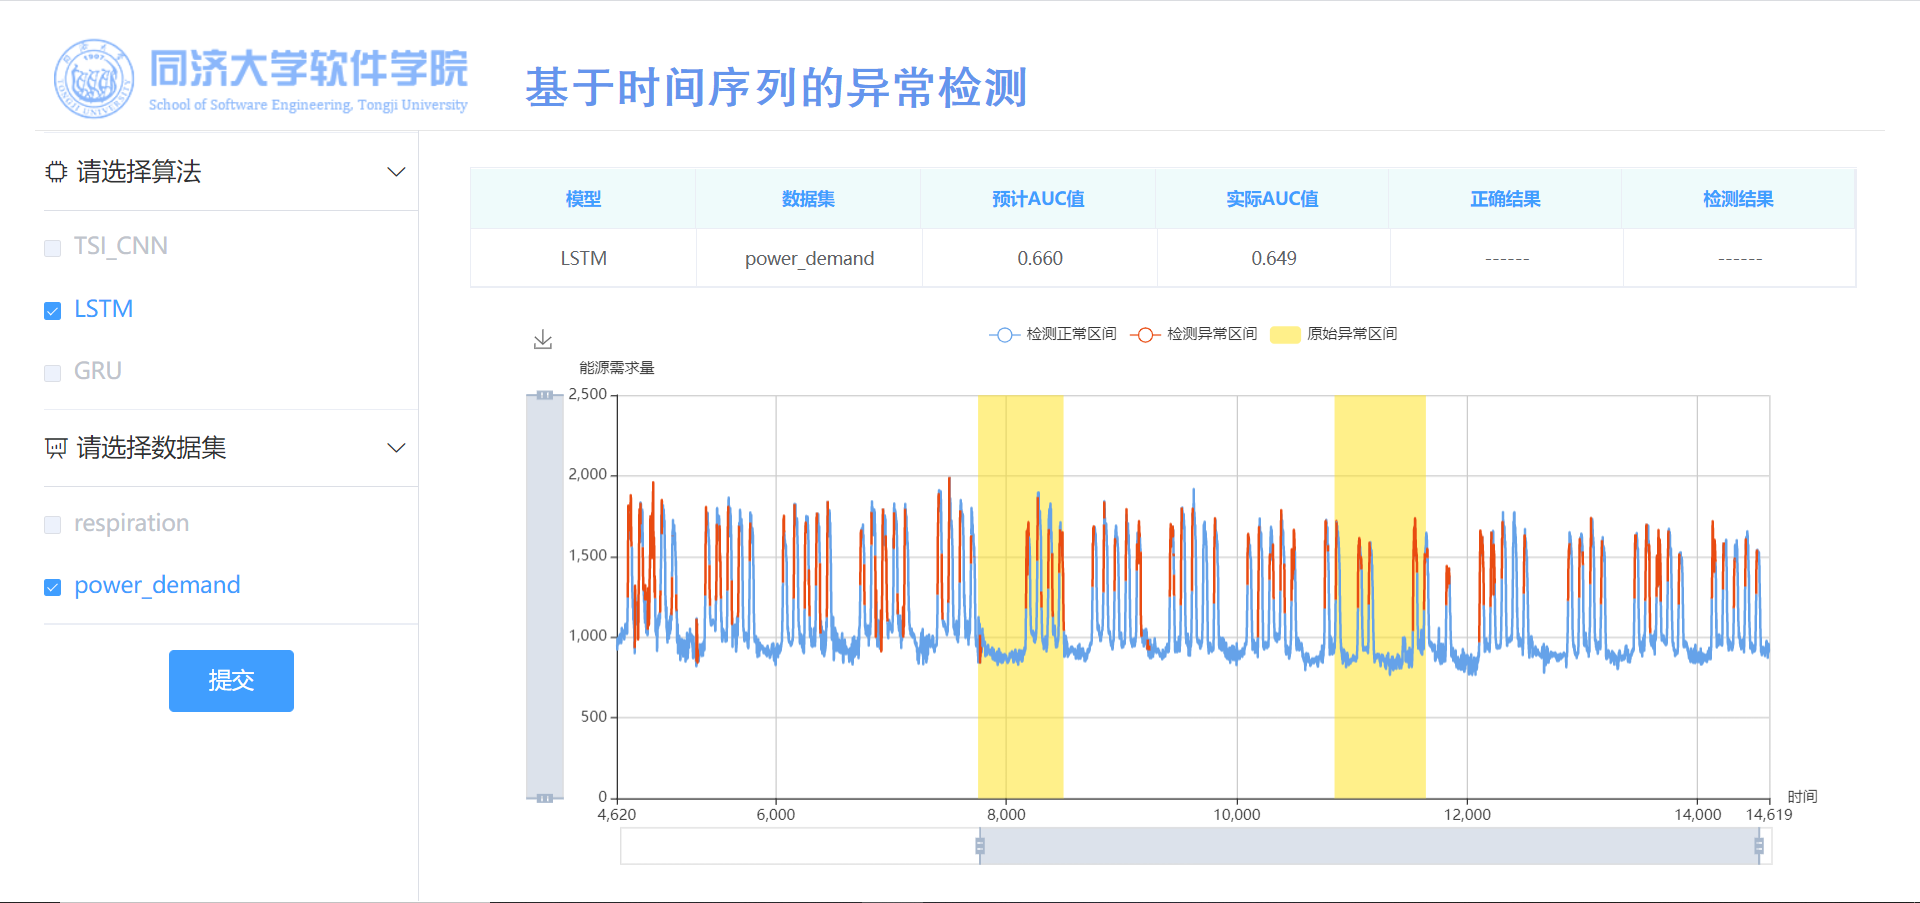 同济大学软件学院
School of Software Engineering, Tongji University
1907
TONGJI UNIVERSITY
基于时间序列的异常检测
请选择算法
TSI_CNN
LSTM
GRU
请选择数据集
respiration
power_demand
提交
模型 数据集 预计AUC值 实际AUC值 正确结果 检测结果
LSTM power_demand 0.660 0.649 ------ ------
检测正常区间 检测异常区间 原始异常区间
能源需求量
2,500
2,000
1,500
1,000
500
0
4,620 6,000 8,000 10,000 12,000 14,000 14,619
时间